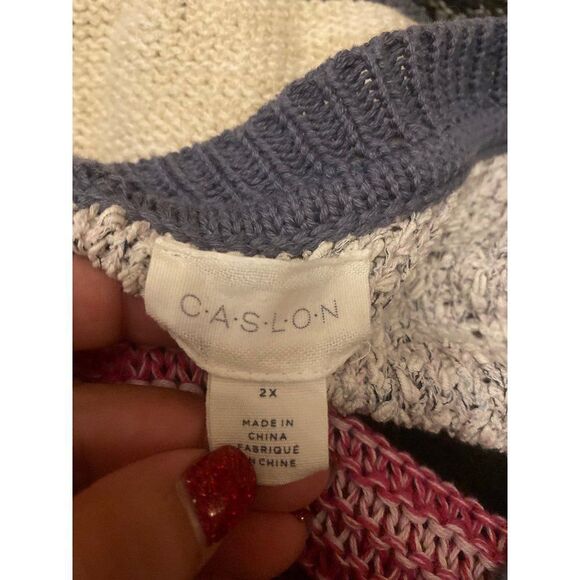 C·A·S·L·O·N
2X
MADE IN
CHINA
FABRIQUÉ
CHINE